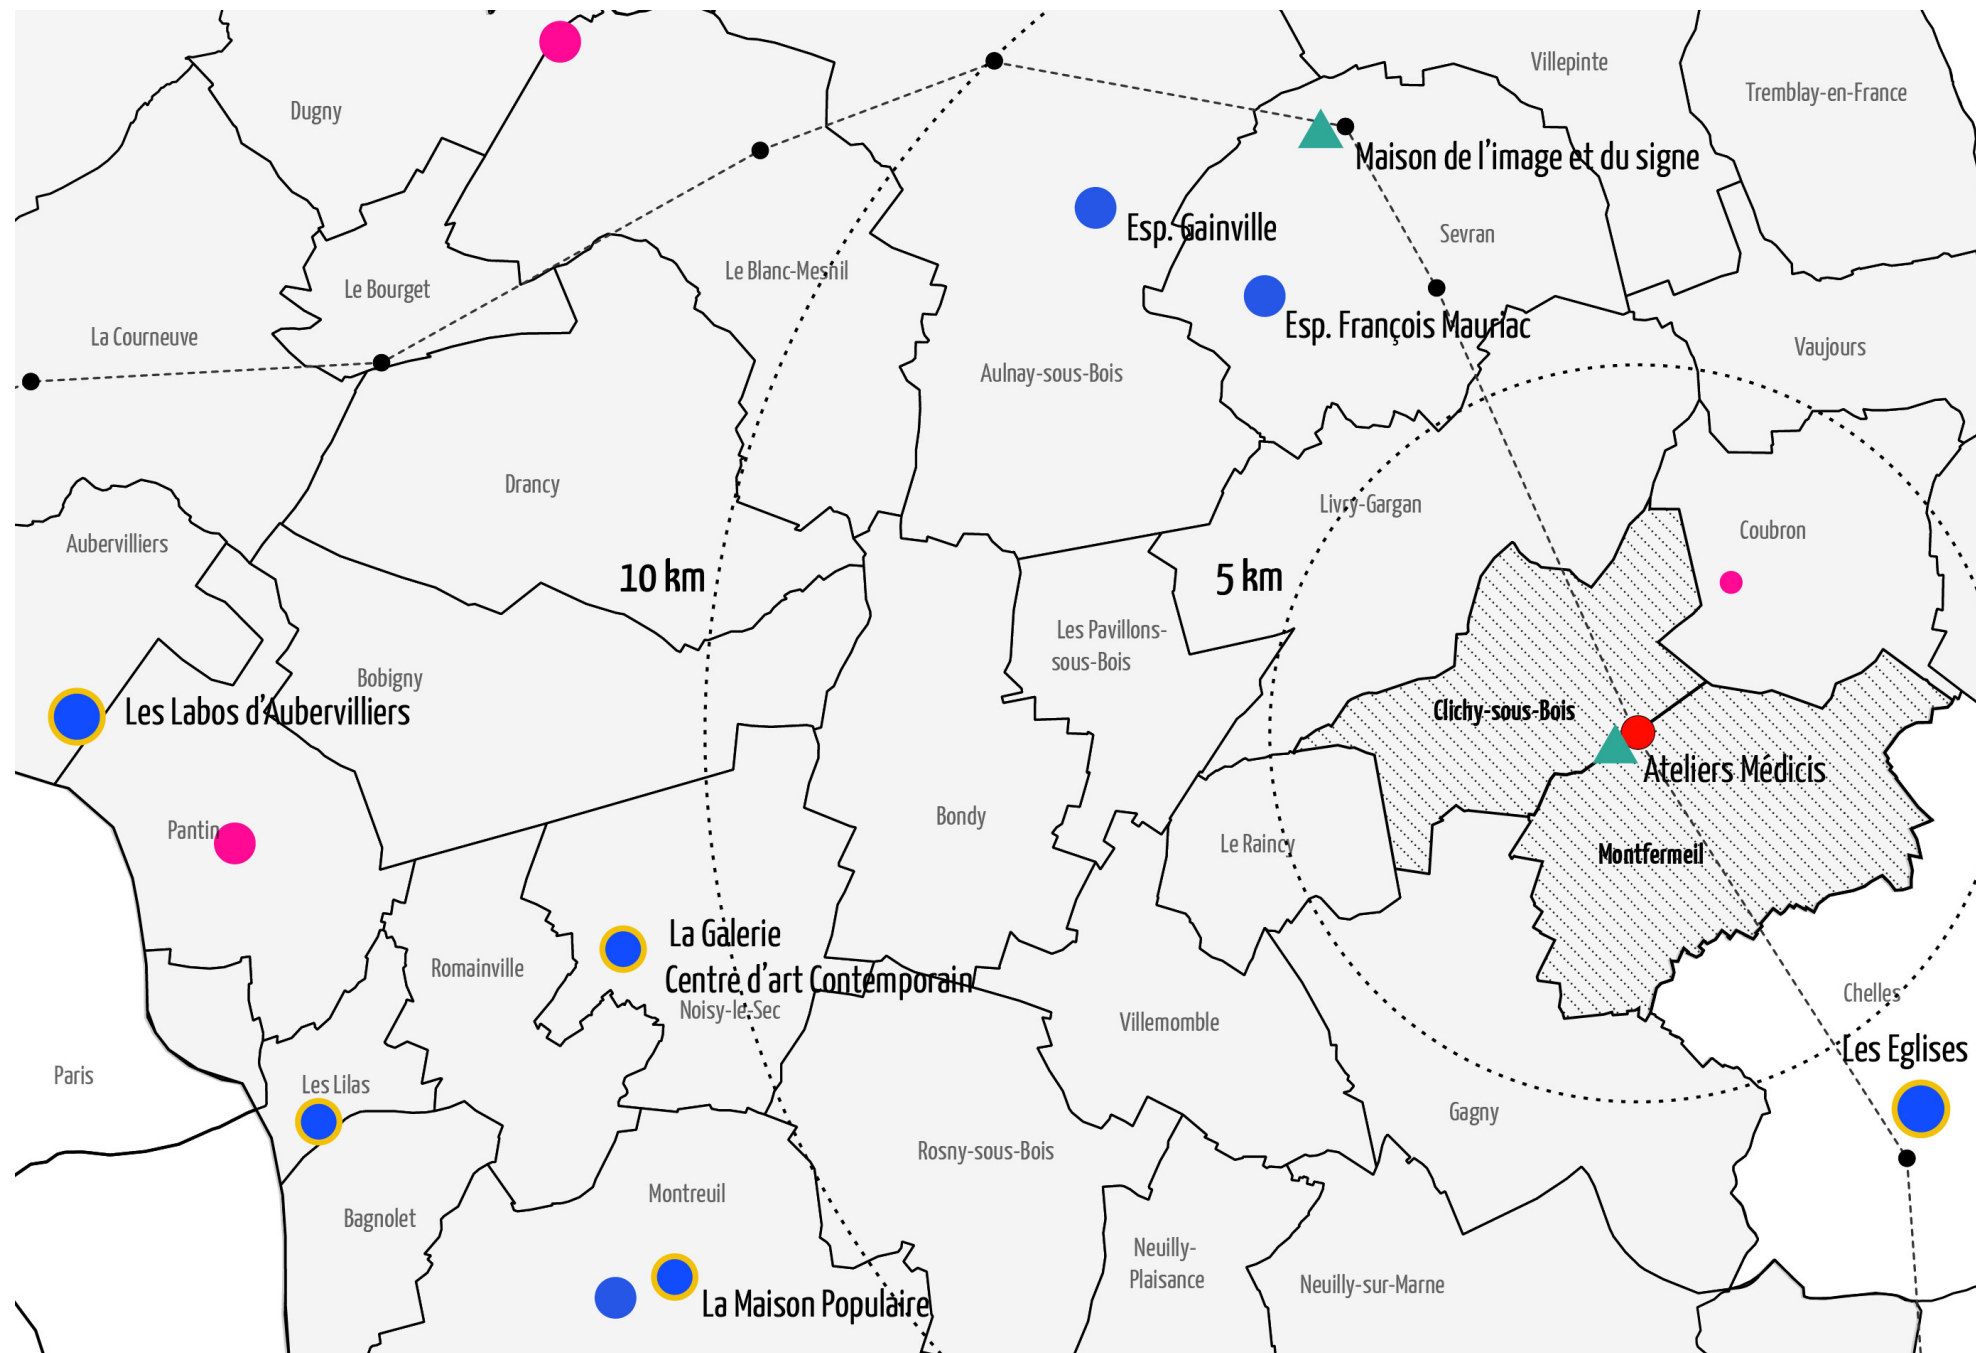 Villepinte
Tremblay-en-France
Dugny
Maison de l'image et du signe
Esp. Gainville
Sevran
Le Blanc-Mesnil
Le Bourget
Esp. François Mauriac
La Courneuve
Vaujours
Aulnay-sous-Bois
Drancy
Livry-Gargan
Coubron
Aubervilliers
10 km
5 km
Les Pavillons-
sous-Bois
Bobigny
Les Labos d'Aubervilliers
Clichy-sous-Bois
Ateliers Médicis
Bondy
Pantin
Le Raincy
Montfermeil
La Galerie
Centre d'art Contemporain
Romainville
Noisy-le-Sec
Chelles
Villemomble
Les Eglises
Paris
Les Lilas
Gagny
Rosny-sous-Bois
Montreuil
Bagnolet
Neuilly-
Plaisance
Neuilly-sur-Marne
La Maison Populaire